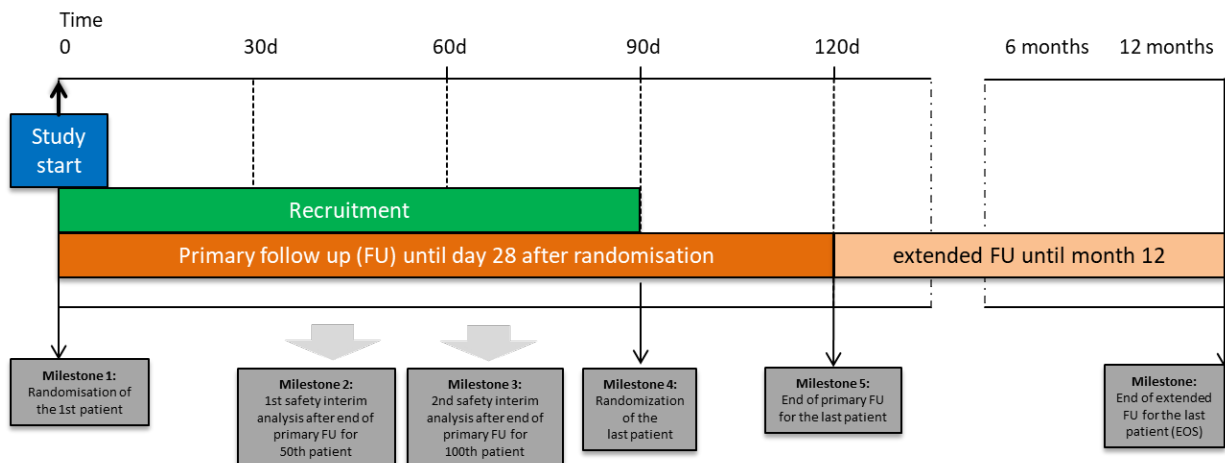 Time
0
30d
60d
90d
120d
6 months
12 months
Study
start
Recruitment
Primary follow up (FU) until day 28 after randomisation
extended FU until month 12
Milestone 1:
Randomisation of
the 1st patient
Milestone 2:
1st safety interim
analysis after end of
primary FU for
50th patient
Milestone 3:
2nd safety interim
analysis after end of
primary FU for
100th patient
Milestone 4:
Randomization
of the
last patient
Milestone 5:
End of primary FU
for the last patient
Milestone:
End of extended
FU for the last
patient (EOS)